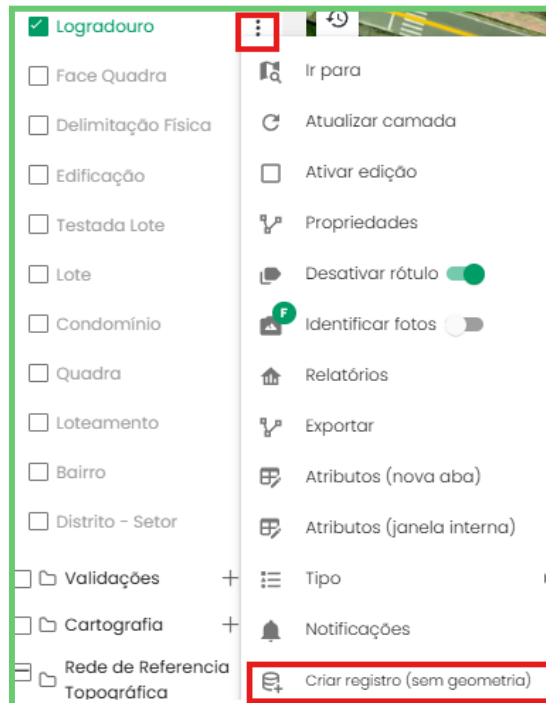 Logradouro
Face Quadra
Delimitação Física
Edificação
Testada Lote
Lote
Condomínio
Quadra
Loteamento
Bairro
Distrito - Setor
Validações +
Cartografia +
Rede de Referencia
Topográfica
Ir para
Atualizar camada
Ativar edição
Propriedades
Desativar rótulo
F
Identificar fotos
Relatórios
Exportar
Atributos (nova aba)
Atributos (janela interna)
Tipo
Notificações
Criar registro (sem geometria)